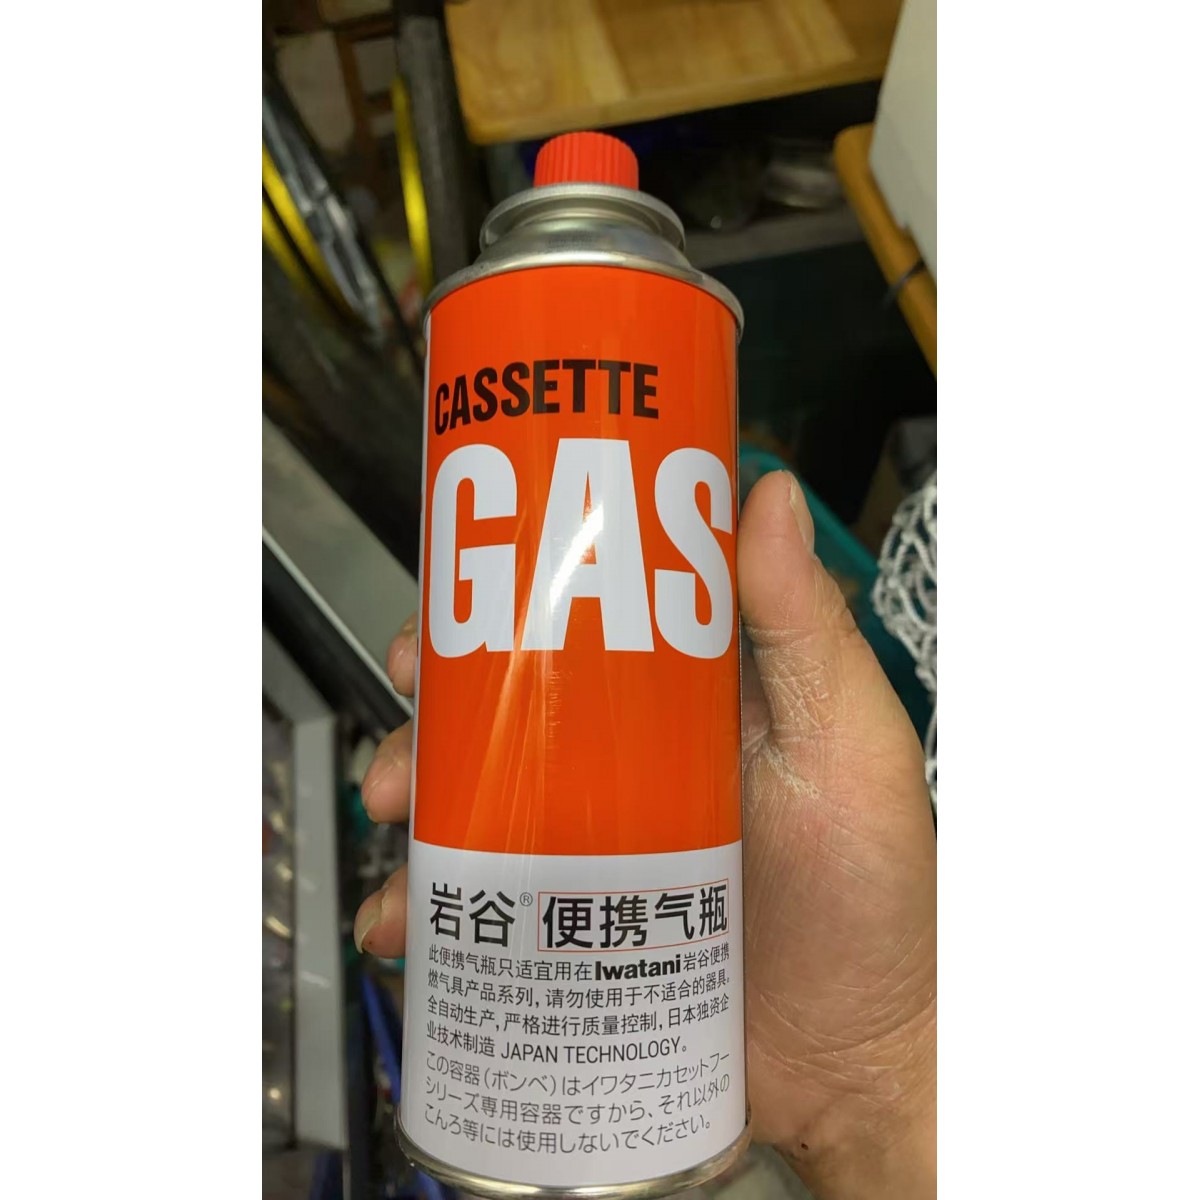 CASSETTE
GAS
岩谷® 便携气瓶
此便携气瓶只适宜用在Iwatani岩谷便携
燃气具产品系列，请勿使用于不适合的器具。
全自动生产，严格进行质量控制，日本独资企
业技术制造 JAPAN TECHNOLOGY。
この容器（ボンベ）はイワタニカセットフー
シリーズ専用容器ですから、それ以外の
こんろ等には使用しないでください。